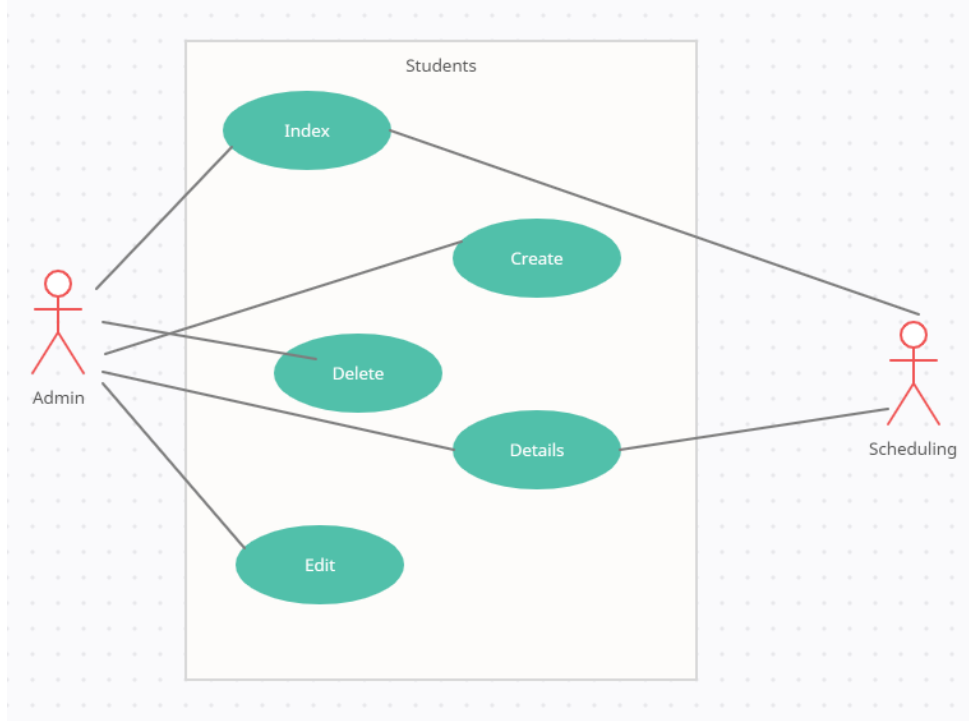 Students
Index
Create
Delete
Admin
Details
Scheduling
Edit